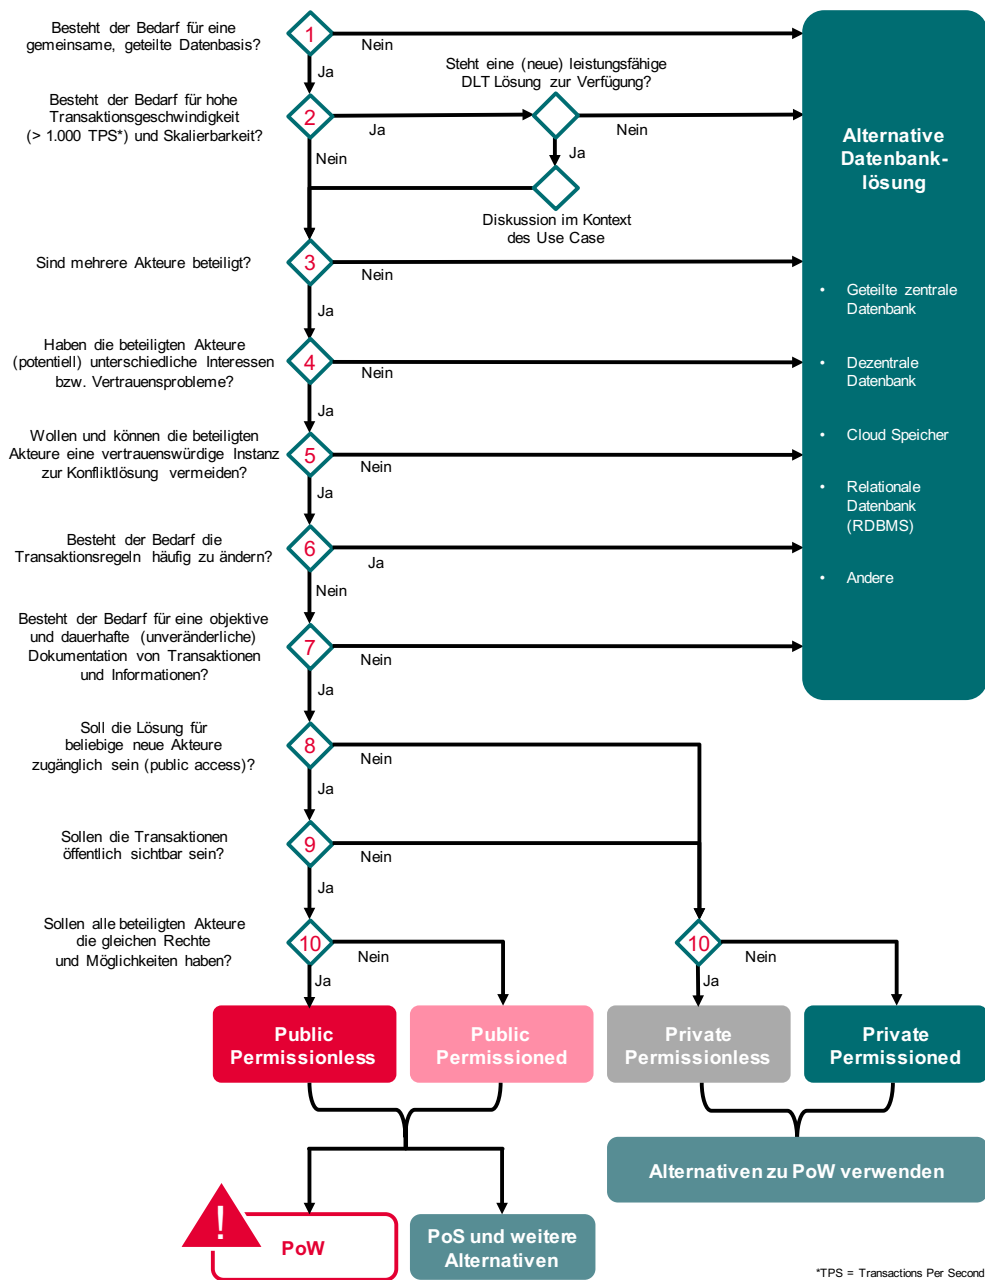 Besteht der Bedarf für eine
gemeinsame, geteilte Datenbasis?
1
Nein
Ja
Steht eine (neue) leistungsfähige
DLT Lösung zur Verfügung?
Besteht der Bedarf für hohe
Transaktionsgeschwindigkeit
(> 1.000 TPS*) und Skalierbarkeit?
2
Ja
Nein
Nein
Ja
Diskussion im Kontext
des Use Case
Alternative
Datenbank-
lösung
• Geteilte zentrale
Datenbank
• Dezentrale
Datenbank
• Cloud Speicher
• Relationale
Datenbank
(RDBMS)
• Andere
Sind mehrere Akteure beteiligt?
3
Nein
Ja
Haben die beteiligten Akteure
(potentiell) unterschiedliche Interessen
bzw. Vertrauensprobleme?
4
Nein
Ja
Wollen und können die beteiligten
Akteure eine vertrauenswürdige Instanz
zur Konfliktlösung vermeiden?
5
Nein
Ja
Besteht der Bedarf die
Transaktionsregeln häufig zu ändern?
6
Ja
Nein
Besteht der Bedarf für eine objektive
und dauerhafte (unveränderliche)
Dokumentation von Transaktionen
und Informationen?
7
Nein
Ja
Soll die Lösung für
beliebige neue Akteure
zugänglich sein (public access)?
8
Nein
Ja
Sollen die Transaktionen
öffentlich sichtbar sein?
9
Nein
Ja
Sollen alle beteiligten Akteure
die gleichen Rechte
und Möglichkeiten haben?
10
Nein
Ja
10
Nein
Ja
Public
Permissionless
Public
Permissioned
Private
Permissionless
Private
Permissioned
Alternativen zu PoW verwenden
!
PoW
PoS und weitere
Alternativen
*TPS = Transactions Per Second